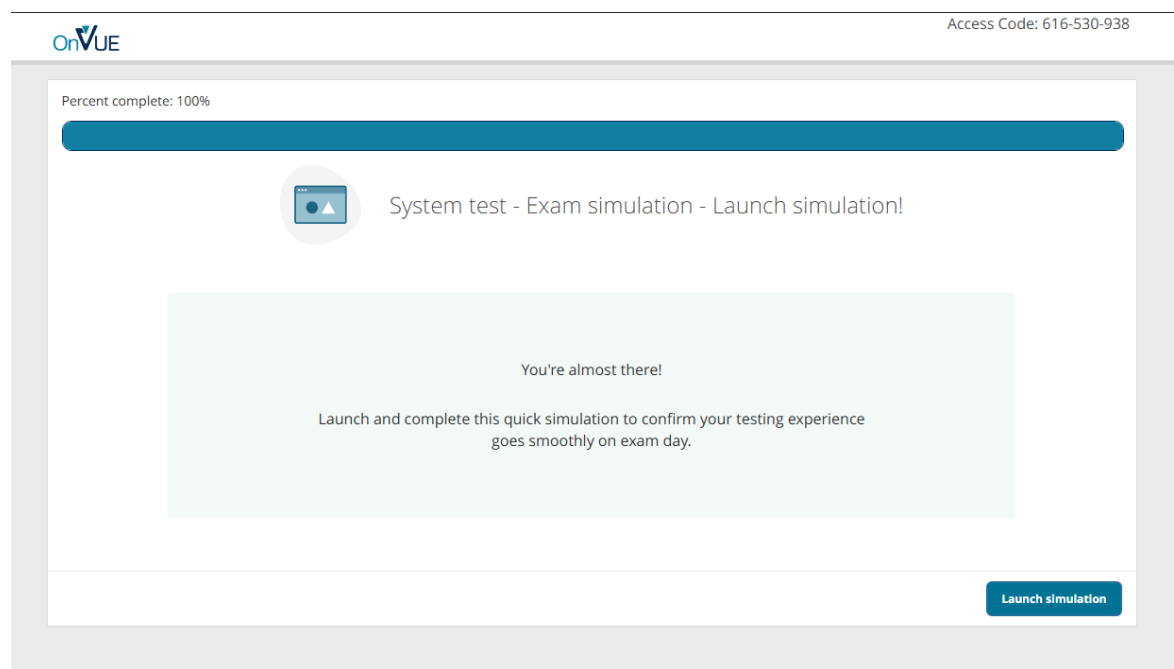 Access Code: 616-530-938
OnVUE
Percent complete: 100%
System test - Exam simulation - Launch simulation!
You're almost there!
Launch and complete this quick simulation to confirm your testing experience
goes smoothly on exam day.
Launch simulation